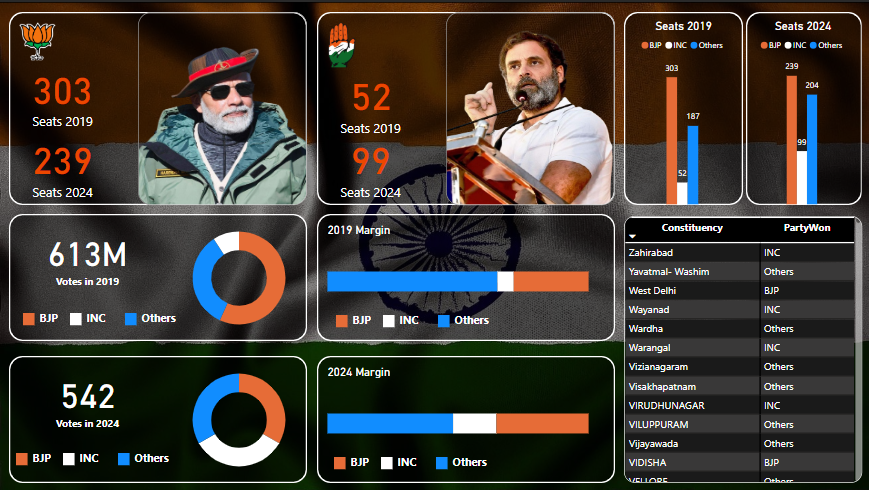 303
Seats 2019
239
Seats 2024
52
Seats 2019
99
Seats 2024
Seats 2019
BJP INC Others
303
52
187
Seats 2024
BJP INC Others
239
99
204
613M
Votes in 2019
BJP INC Others
2019 Margin
BJP INC Others
542
Votes in 2024
BJP INC Others
2024 Margin
BJP INC Others
Constituency PartyWon
Zahirabad INC
Yavatmal- Washim Others
West Delhi BJP
Wayanad INC
Wardha Others
Warangal INC
Vizianagaram Others
Visakhapatnam Others
VIRUDHUNAGAR INC
VILUPPURAM Others
Vijayawada Others
VIDISHA BJP
VELLORE Others